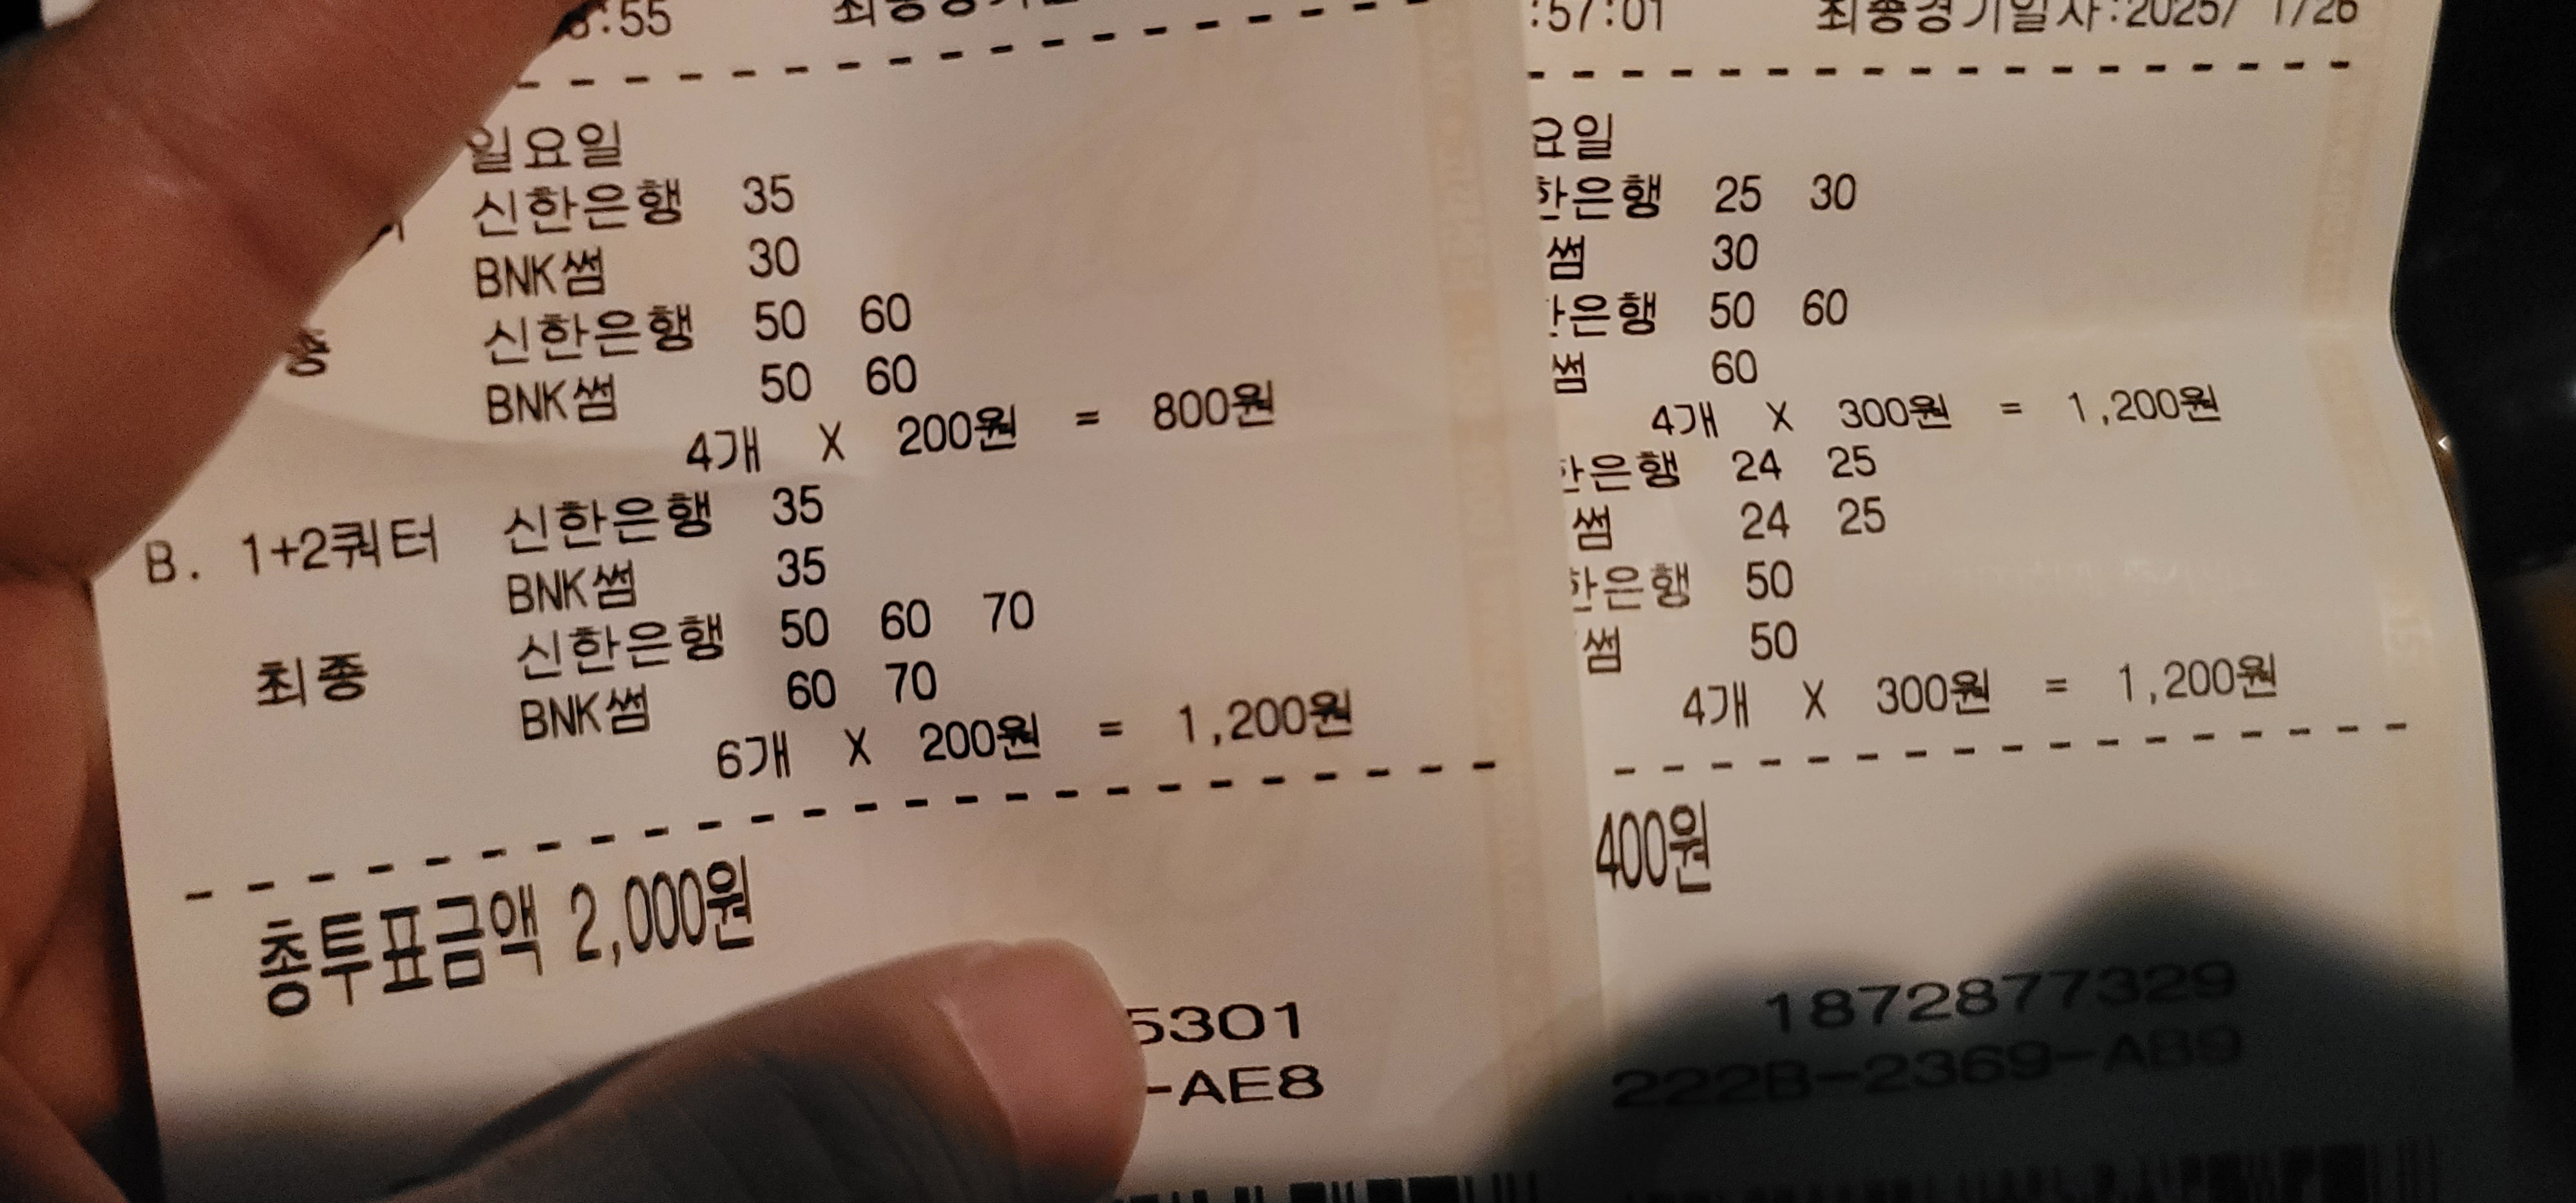 :55
일요일
신한은행 35
BNK썸 30
신한은행 50 60
BNK썸 50 60
4개 X 200원 = 800원
B. 1+2쿼터 신한은행 35
BNK썸 35
최종 신한은행 50 60 70
BNK썸 60 70
6개 X 200원 = 1,200원
총투표금액 2,000원
5301
-AE8
:57:01 최종경기일자:2025/ 1/26
요일
한은행 25 30
썸 30
은행 50 60
썸 60
4개 X 300원 = 1,200원
한은행 24 25
썸 24 25
한은행 50
썸 50
4개 X 300원 = 1,200원
400원
1872877329
222B-2369-AB9